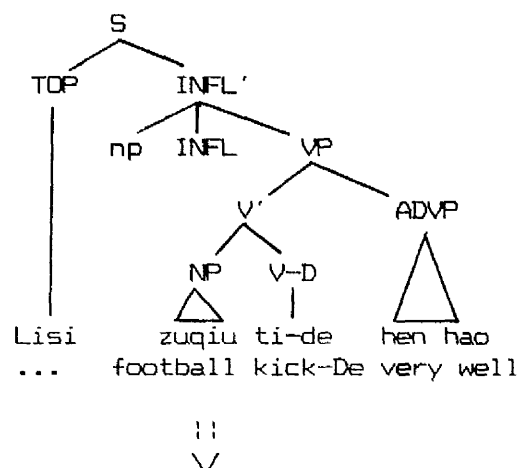 S
TOP INFL'
np INFL VP
V' ADVP
NP V-D
Lisi zuqiu ti-de hen hao
... football kick-De very well